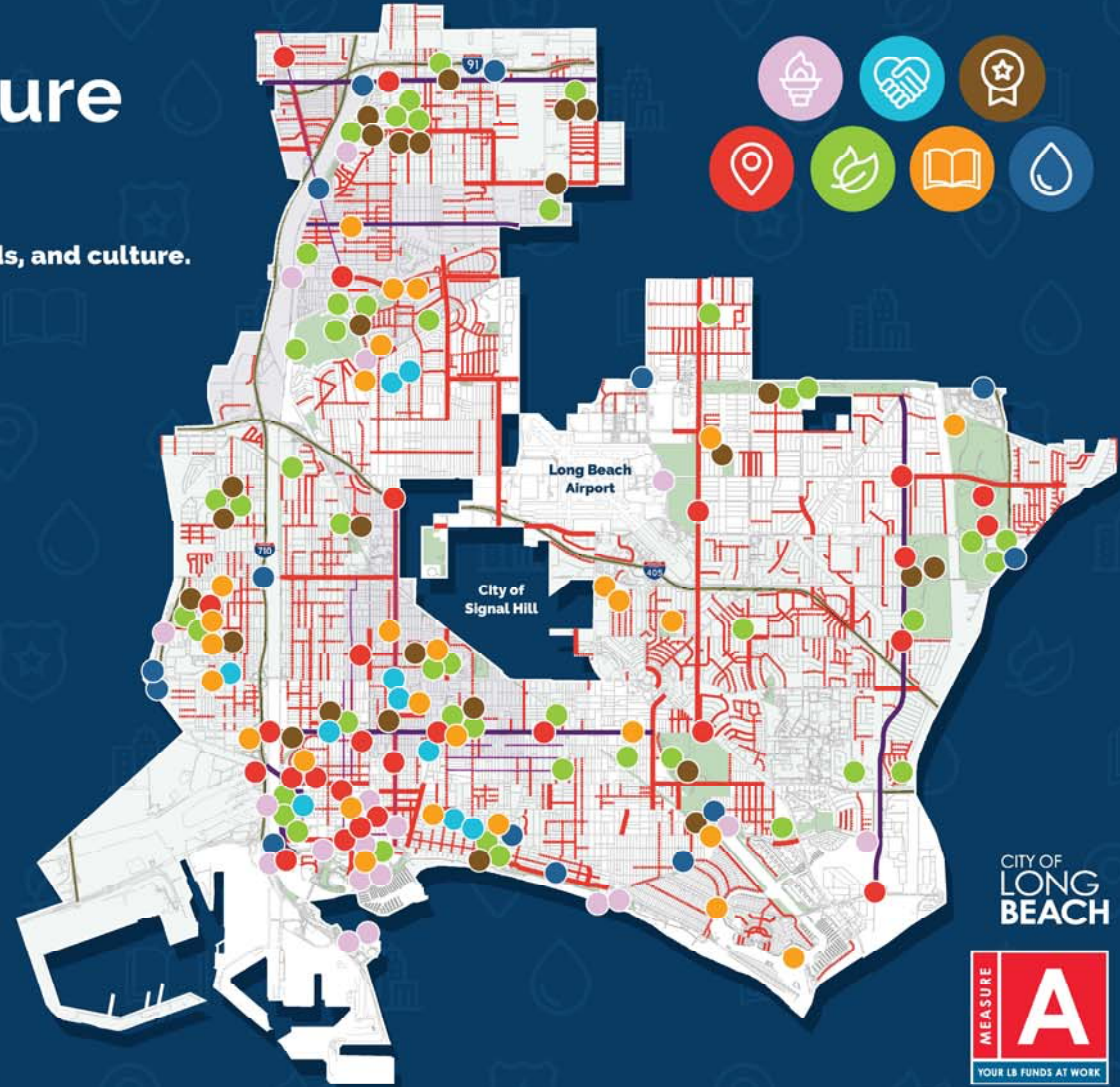 ure
ds, and culture.
91
Long Beach
Airport
710
405
City of
Signal Hill
CITY OF
LONG
BEACH
MEASURE
A
YOUR LB FUNDS AT WORK